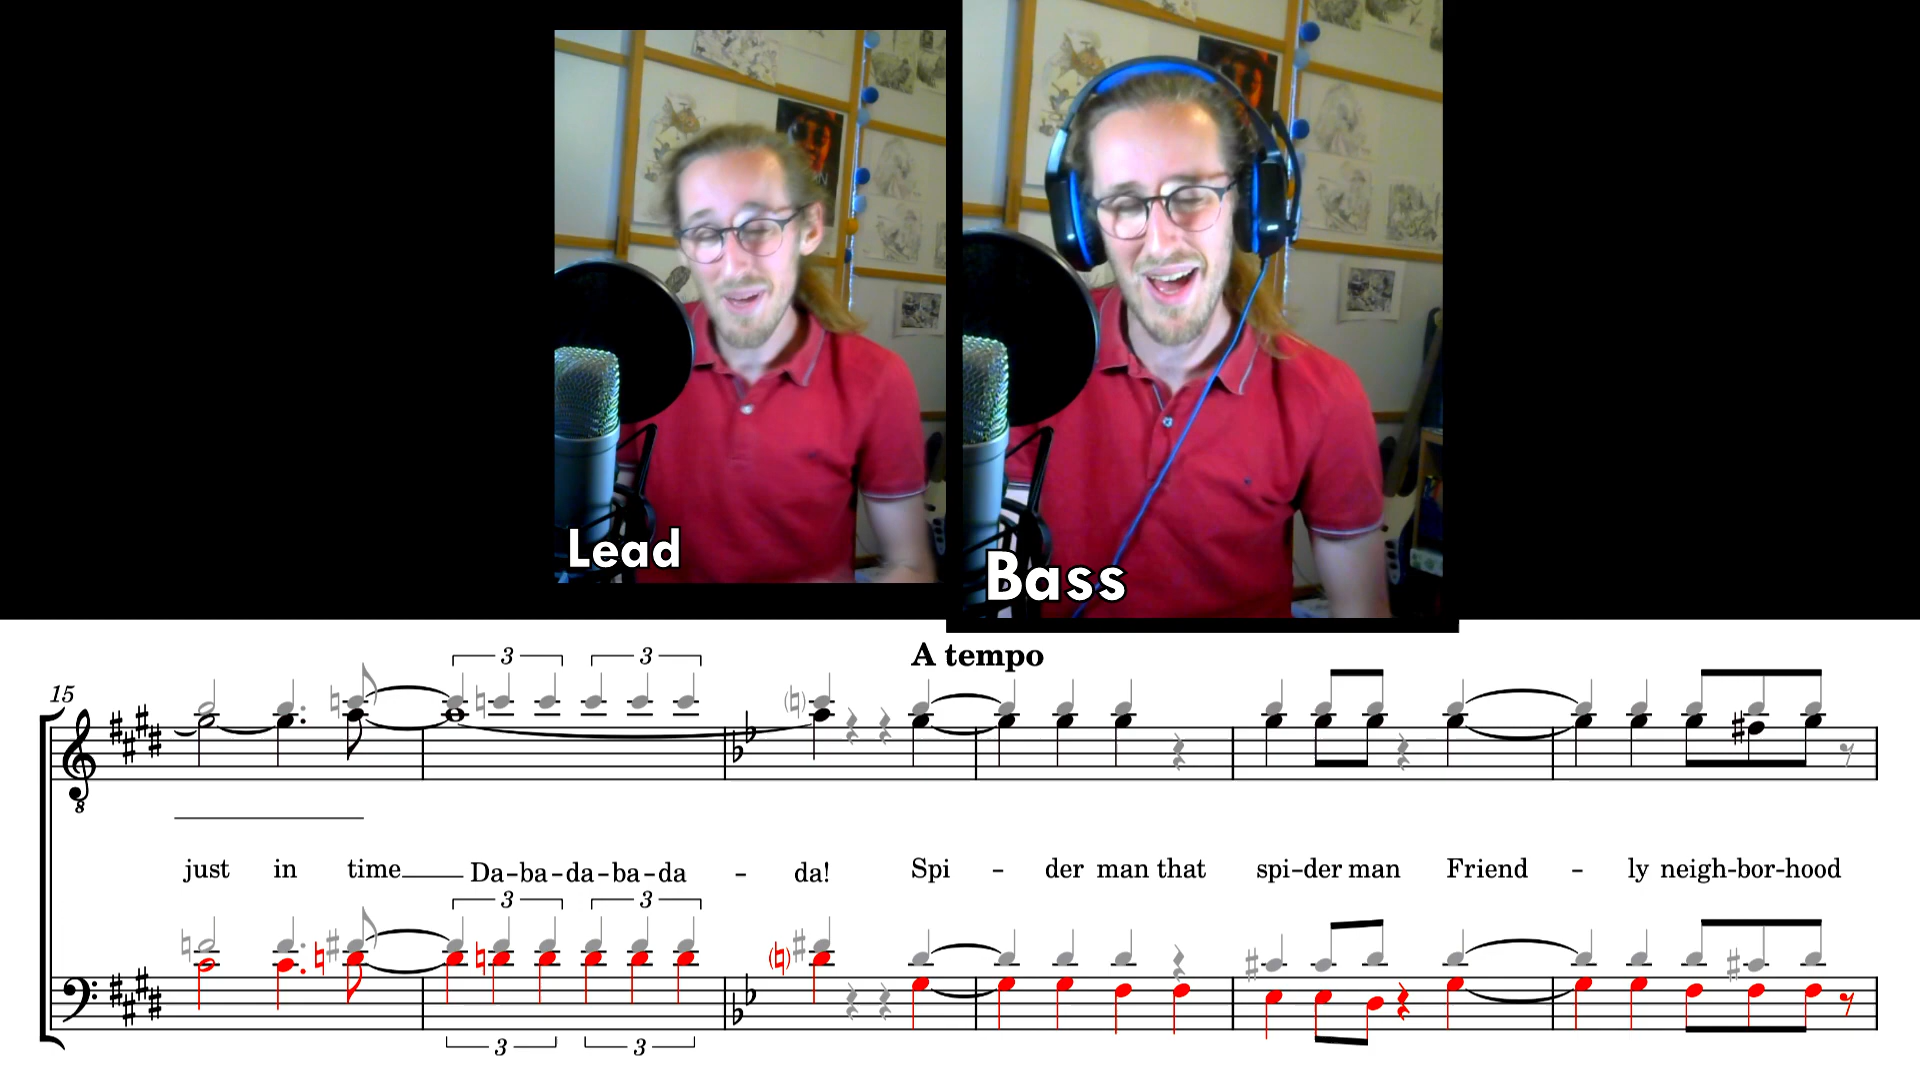 Lead
Bass
A tempo
3 3
15
8
just in time Da-ba-da-ba-da - da! Spi - der man that spi-der man Friend - ly neigh-bor-hood
3 3
3 3